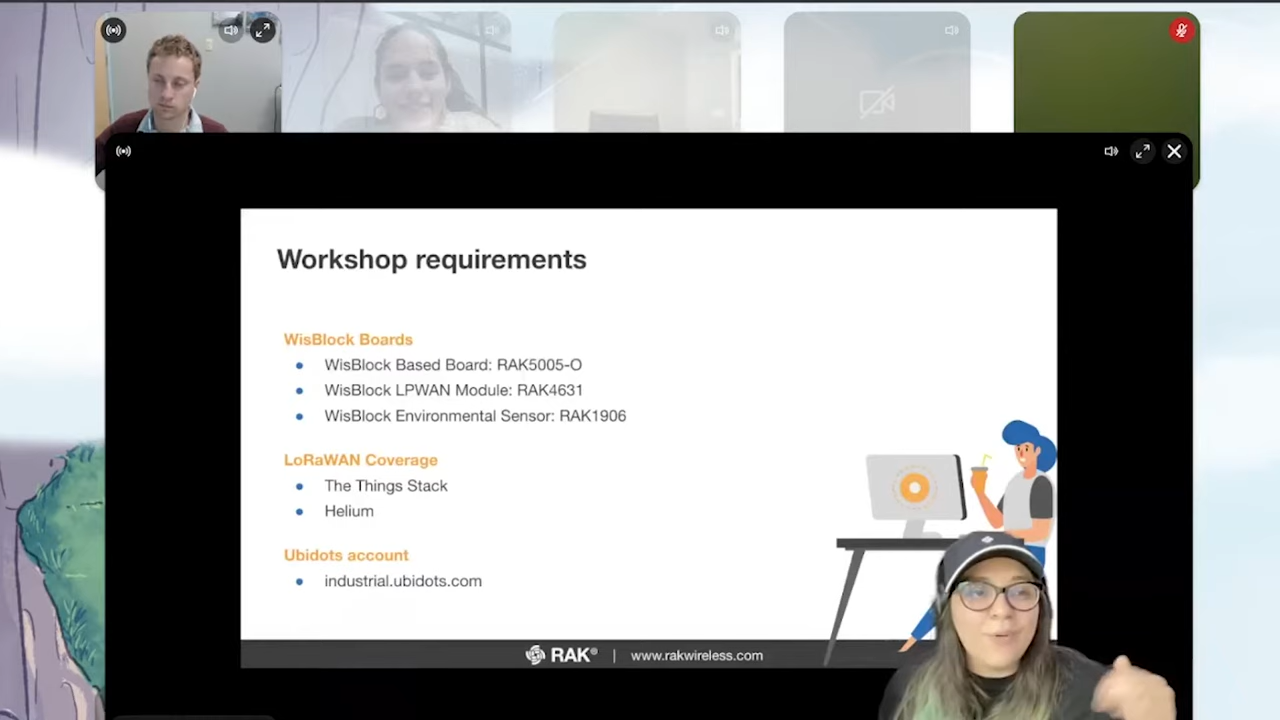 Workshop requirements
WisBlock Boards
WisBlock Based Board: RAK5005-O
WisBlock LPWAN Module: RAK4631
WisBlock Environmental Sensor: RAK1906
LoRaWAN Coverage
The Things Stack
Helium
Ubidots account
industrial.ubidots.com
RAK® | www.rakwireless.com